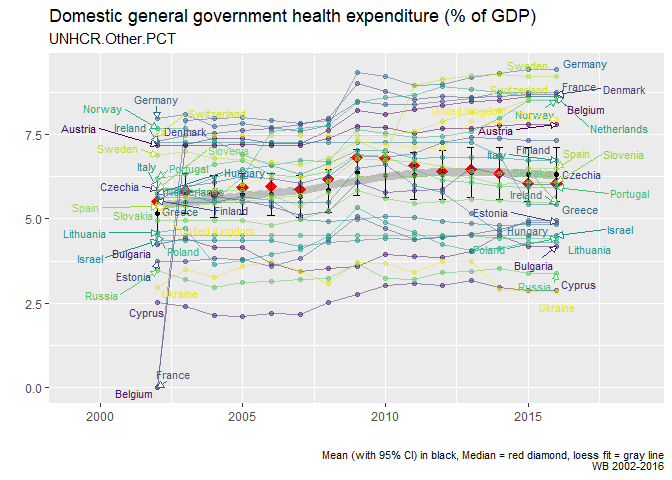 Domestic general government health expenditure (% of GDP)
UNHCR.Other.PCT
Sweden
Germany
Germany
Switzerland
France
Denmark
Norway
Switzerland
United Kingdom
Norway
Belgium
Austria
Ireland
Denmark
Austria
Netherlands
7.5
Sweden
Slovenia
Italy
Finland
Spain
Slovenia
Italy
Portugal
Hungary
Czechia
Czechia
Netherlands
Portugal
Ireland
Spain
Greece
Finland
Estonia
Greece
Slovakia
5.0
Lithuania
United Kingdom
Hungary
Israel
Israel
Bulgaria
Poland
Poland
Lithuania
Estonia
Bulgaria
Russia
Ukraine
Russia
Cyprus
2.5
Cyprus
Ukraine
France
0.0
Belgium
2000
2005
2010
2015
Mean (with 95% CI) in black, Median = red diamond, loess fit = gray line
WB 2002-2016